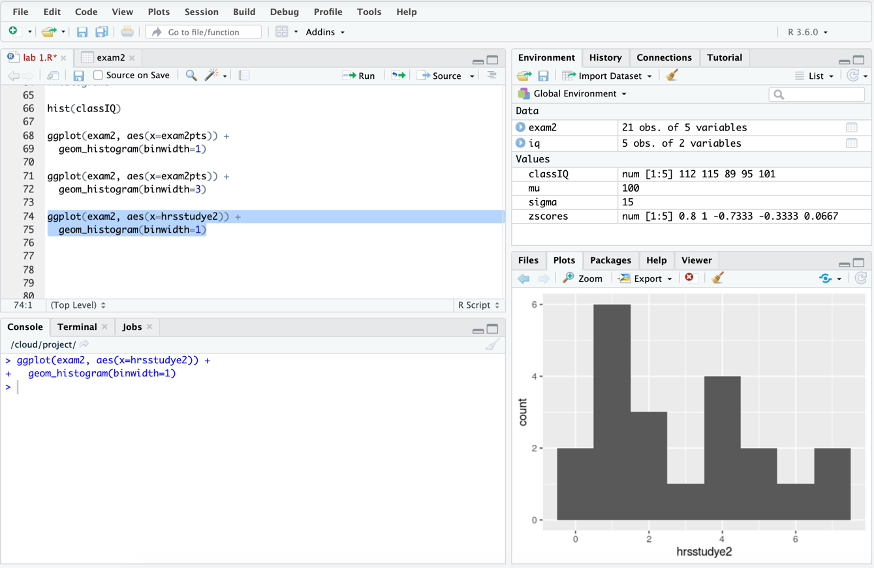 File Edit Code View Plots Session Build Debug Profile Tools Help
Go to file/function Addins R 3.6.0
lab 1.R* × exam2 ×
Source on Save Run Source
65
66 hist(classIQ)
67
68 ggplot(exam2, aes(x=exam2pts)) +
69 geom_histogram(binwidth=1)
70
71 ggplot(exam2, aes(x=exam2pts)) +
72 geom_histogram(binwidth=3)
73
74 ggplot(exam2, aes(x=hrsstudye2)) +
75 geom_histogram(binwidth=1)
76
77
78
79
80
74:1 (Top Level) R Script
Console Terminal × Jobs ×
/cloud/project/
> ggplot(exam2, aes(x=hrsstudye2)) +
+ geom_histogram(binwidth=1)
>
Environment History Connections Tutorial
Import Dataset List
Global Environment
Data
exam2 21 obs. of 5 variables
iq 5 obs. of 2 variables
Values
classIQ num [1:5] 112 115 89 95 101
mu 100
sigma 15
zscores num [1:5] 0.8 1 -0.7333 -0.3333 0.0667
Files Plots Packages Help Viewer
Zoom Export
6
4
count
2
0
0 2 4 6
hrsstudye2